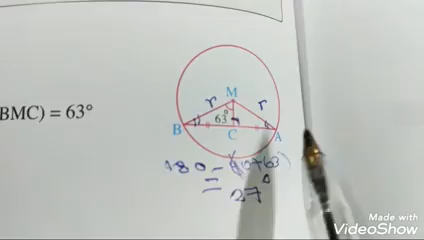 M
r r
BMC) = 63°
63°
B C A
180 - (90+63)
= 27°
Made with
VideoShow